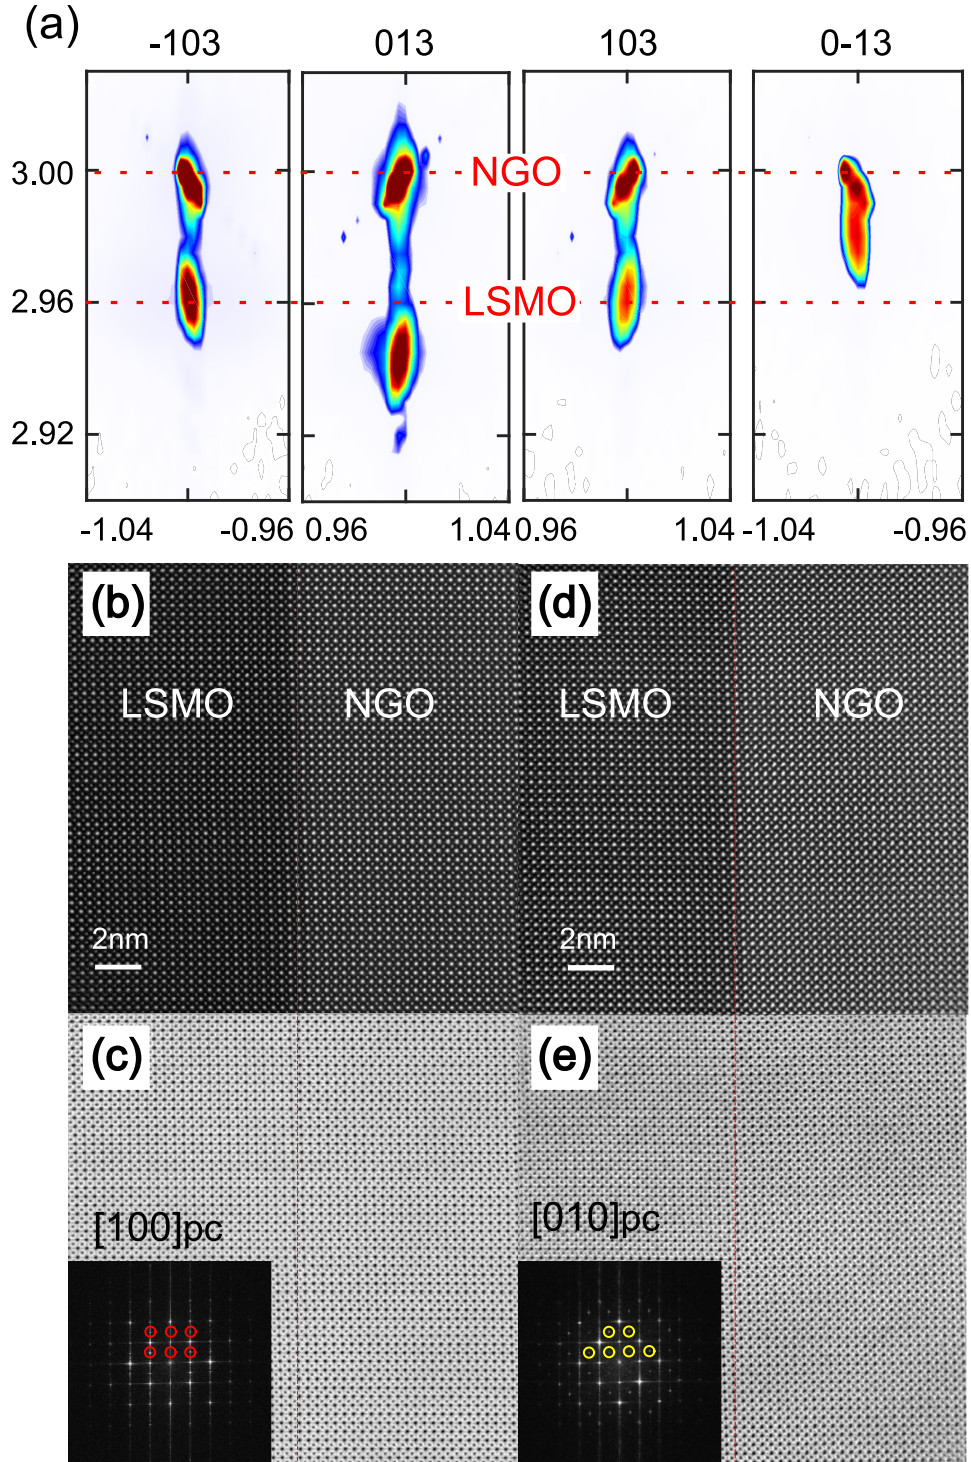 (a)
-103 013 103 0-13
3.00
NGO
2.96
LSMO
2.92
-1.04 -0.96 0.96 1.04 0.96 1.04 -1.04 -0.96
(b) (d)
LSMO NGO LSMO NGO
2nm 2nm
(c) (e)
[100]pc [010]pc